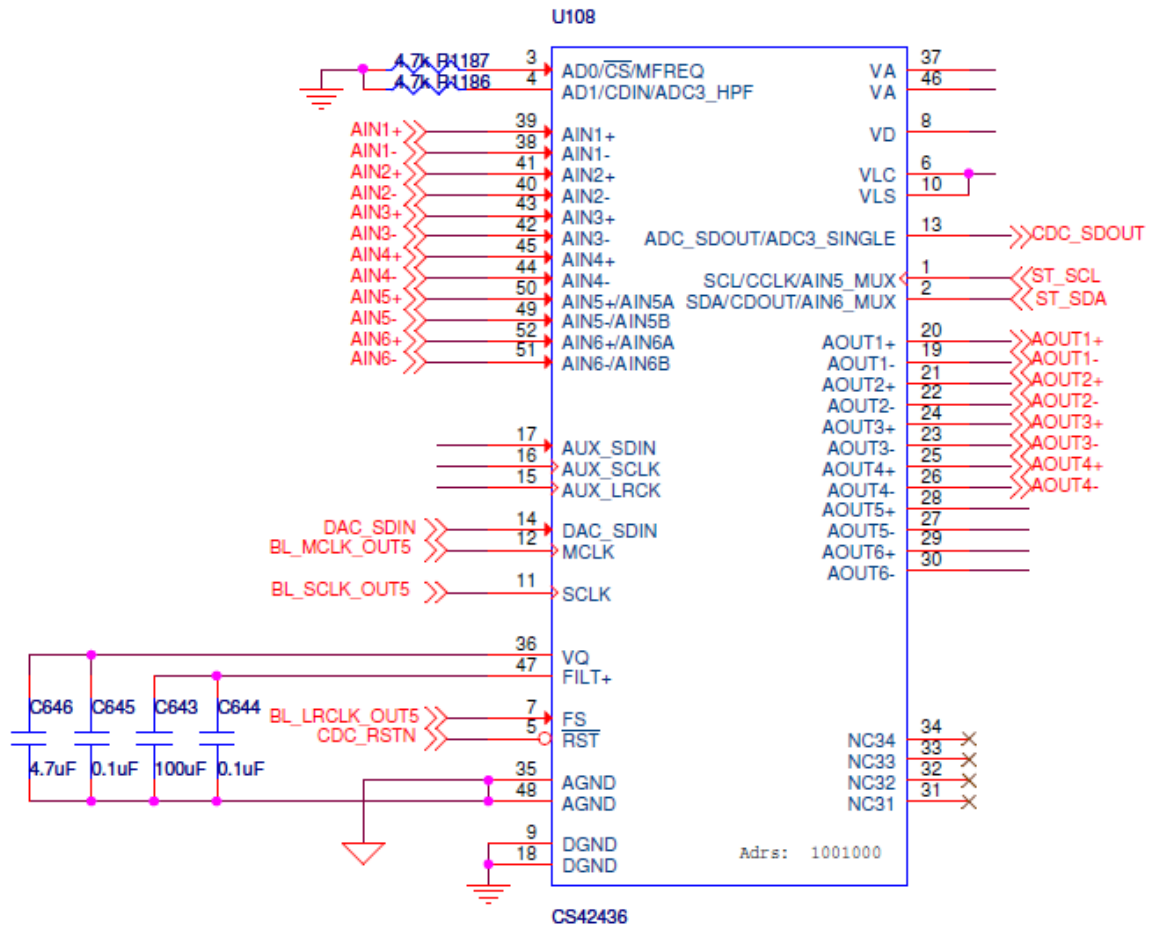 U108
4.7k R1187
3
AD0/CS/MFREQ
VA
37
4.7k R1186
4
AD1/CDIN/ADC3_HPF
VA
46
AIN1+
39
AIN1+
VD
8
AIN1-
38
AIN1-
AIN2+
41
AIN2+
VLC
6
AIN2-
40
AIN2-
VLS
10
AIN3+
43
AIN3+
AIN3-
42
AIN3-
ADC_SDOUT/ADC3_SINGLE
13
CDC_SDOUT
AIN4+
45
AIN4+
AIN4-
44
AIN4-
SCL/CCLK/AIN5_MUX
1
ST_SCL
AIN5+
50
AIN5+/AIN5A
SDA/CDOUT/AIN6_MUX
2
ST_SDA
AIN5-
49
AIN5-/AIN5B
AIN6+
52
AIN6+/AIN6A
AOUT1+
20
AOUT1+
AIN6-
51
AIN6-/AIN6B
AOUT1-
19
AOUT1-
AOUT2+
21
AOUT2+
AOUT2-
22
AOUT2-
AOUT3+
24
AOUT3+
17
AUX_SDIN
AOUT3-
23
AOUT3-
16
AUX_SCLK
AOUT4+
25
AOUT4+
15
AUX_LRCK
AOUT4-
26
AOUT4-
AOUT5+
28
DAC_SDIN
14
DAC_SDIN
AOUT5-
27
BL_MCLK_OUT5
12
MCLK
AOUT6+
29
AOUT6-
30
BL_SCLK_OUT5
11
SCLK
36
VQ
47
FILT+
C646
C645
C643
C644
BL_LRCLK_OUT5
7
FS
CDC_RSTN
5
RST
NC34
34
NC33
33
4.7uF
0.1uF
100uF
0.1uF
35
AGND
NC32
32
48
AGND
NC31
31
9
DGND
18
DGND
Adrs: 1001000
CS42436